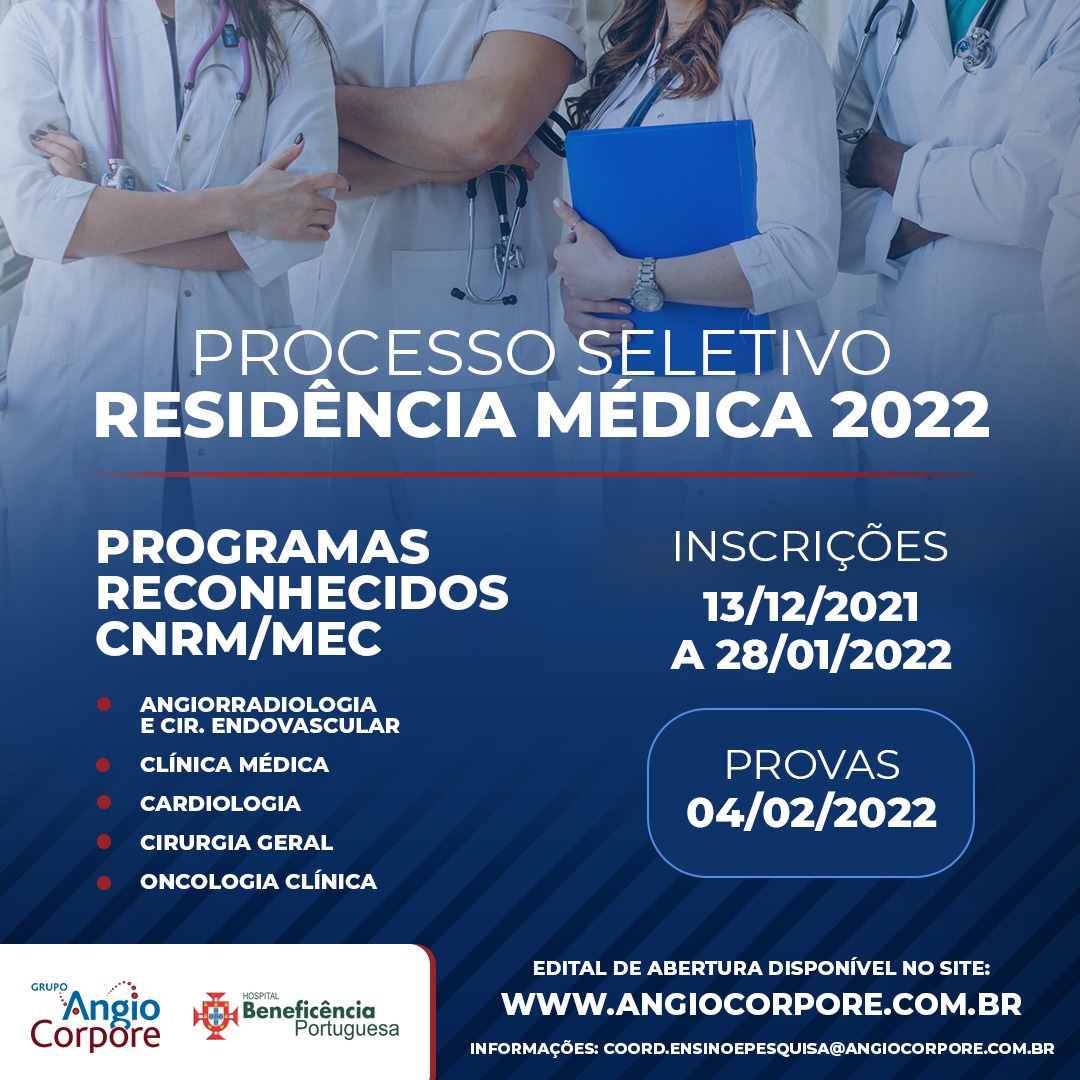 PROCESSO SELETIVO
RESIDÊNCIA MÉDICA 2022
PROGRAMAS
RECONHECIDOS
CNRM/MEC
ANGIORRADIOLOGIA
E CIR. ENDOVASCULAR
CLÍNICA MÉDICA
CARDIOLOGIA
CIRURGIA GERAL
ONCOLOGIA CLÍNICA
INSCRIÇÕES
13/12/2021
A 28/01/2022
PROVAS
04/02/2022
GRUPO
Angio
Corpore
HOSPITAL
Beneficência
Portuguesa
EDITAL DE ABERTURA DISPONÍVEL NO SITE:
WWW.ANGIOCORPORE.COM.BR
INFORMAÇÕES: COORD.ENSINOEPESQUISA@ANGIOCORPORE.COM.BR